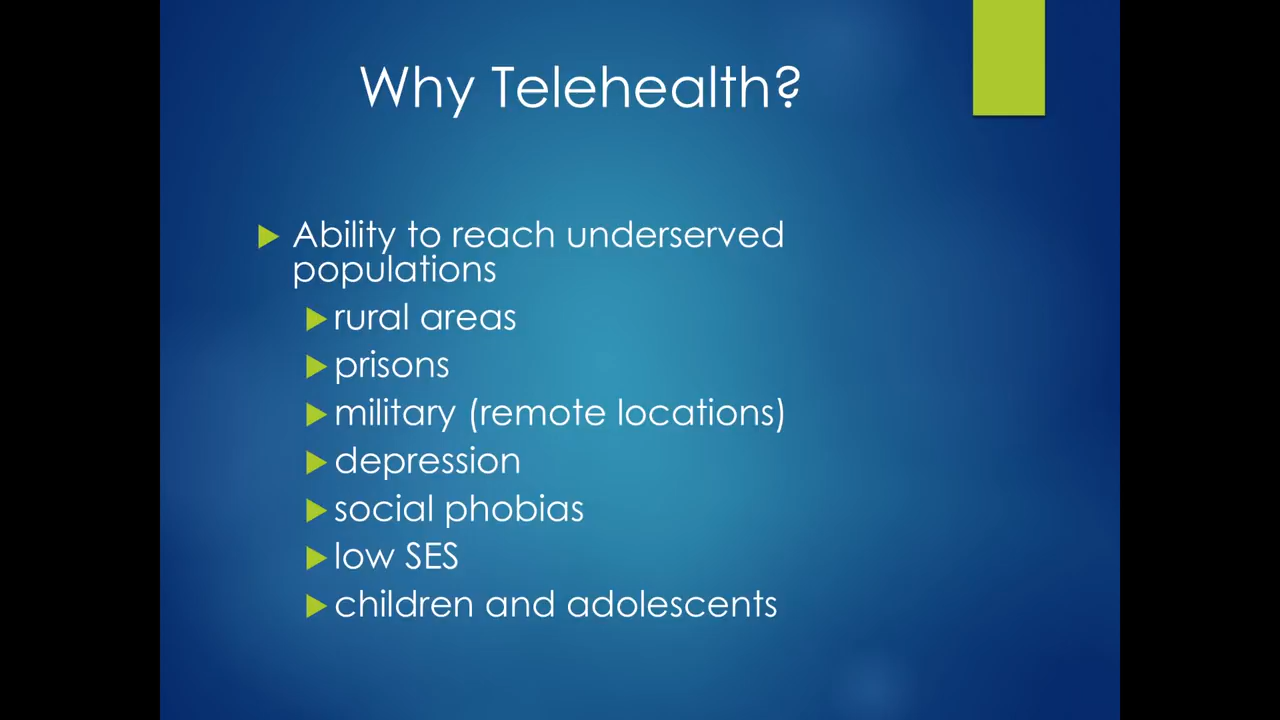 Why Telehealth?
Ability to reach underserved
populations
rural areas
prisons
military (remote locations)
depression
social phobias
low SES
children and adolescents